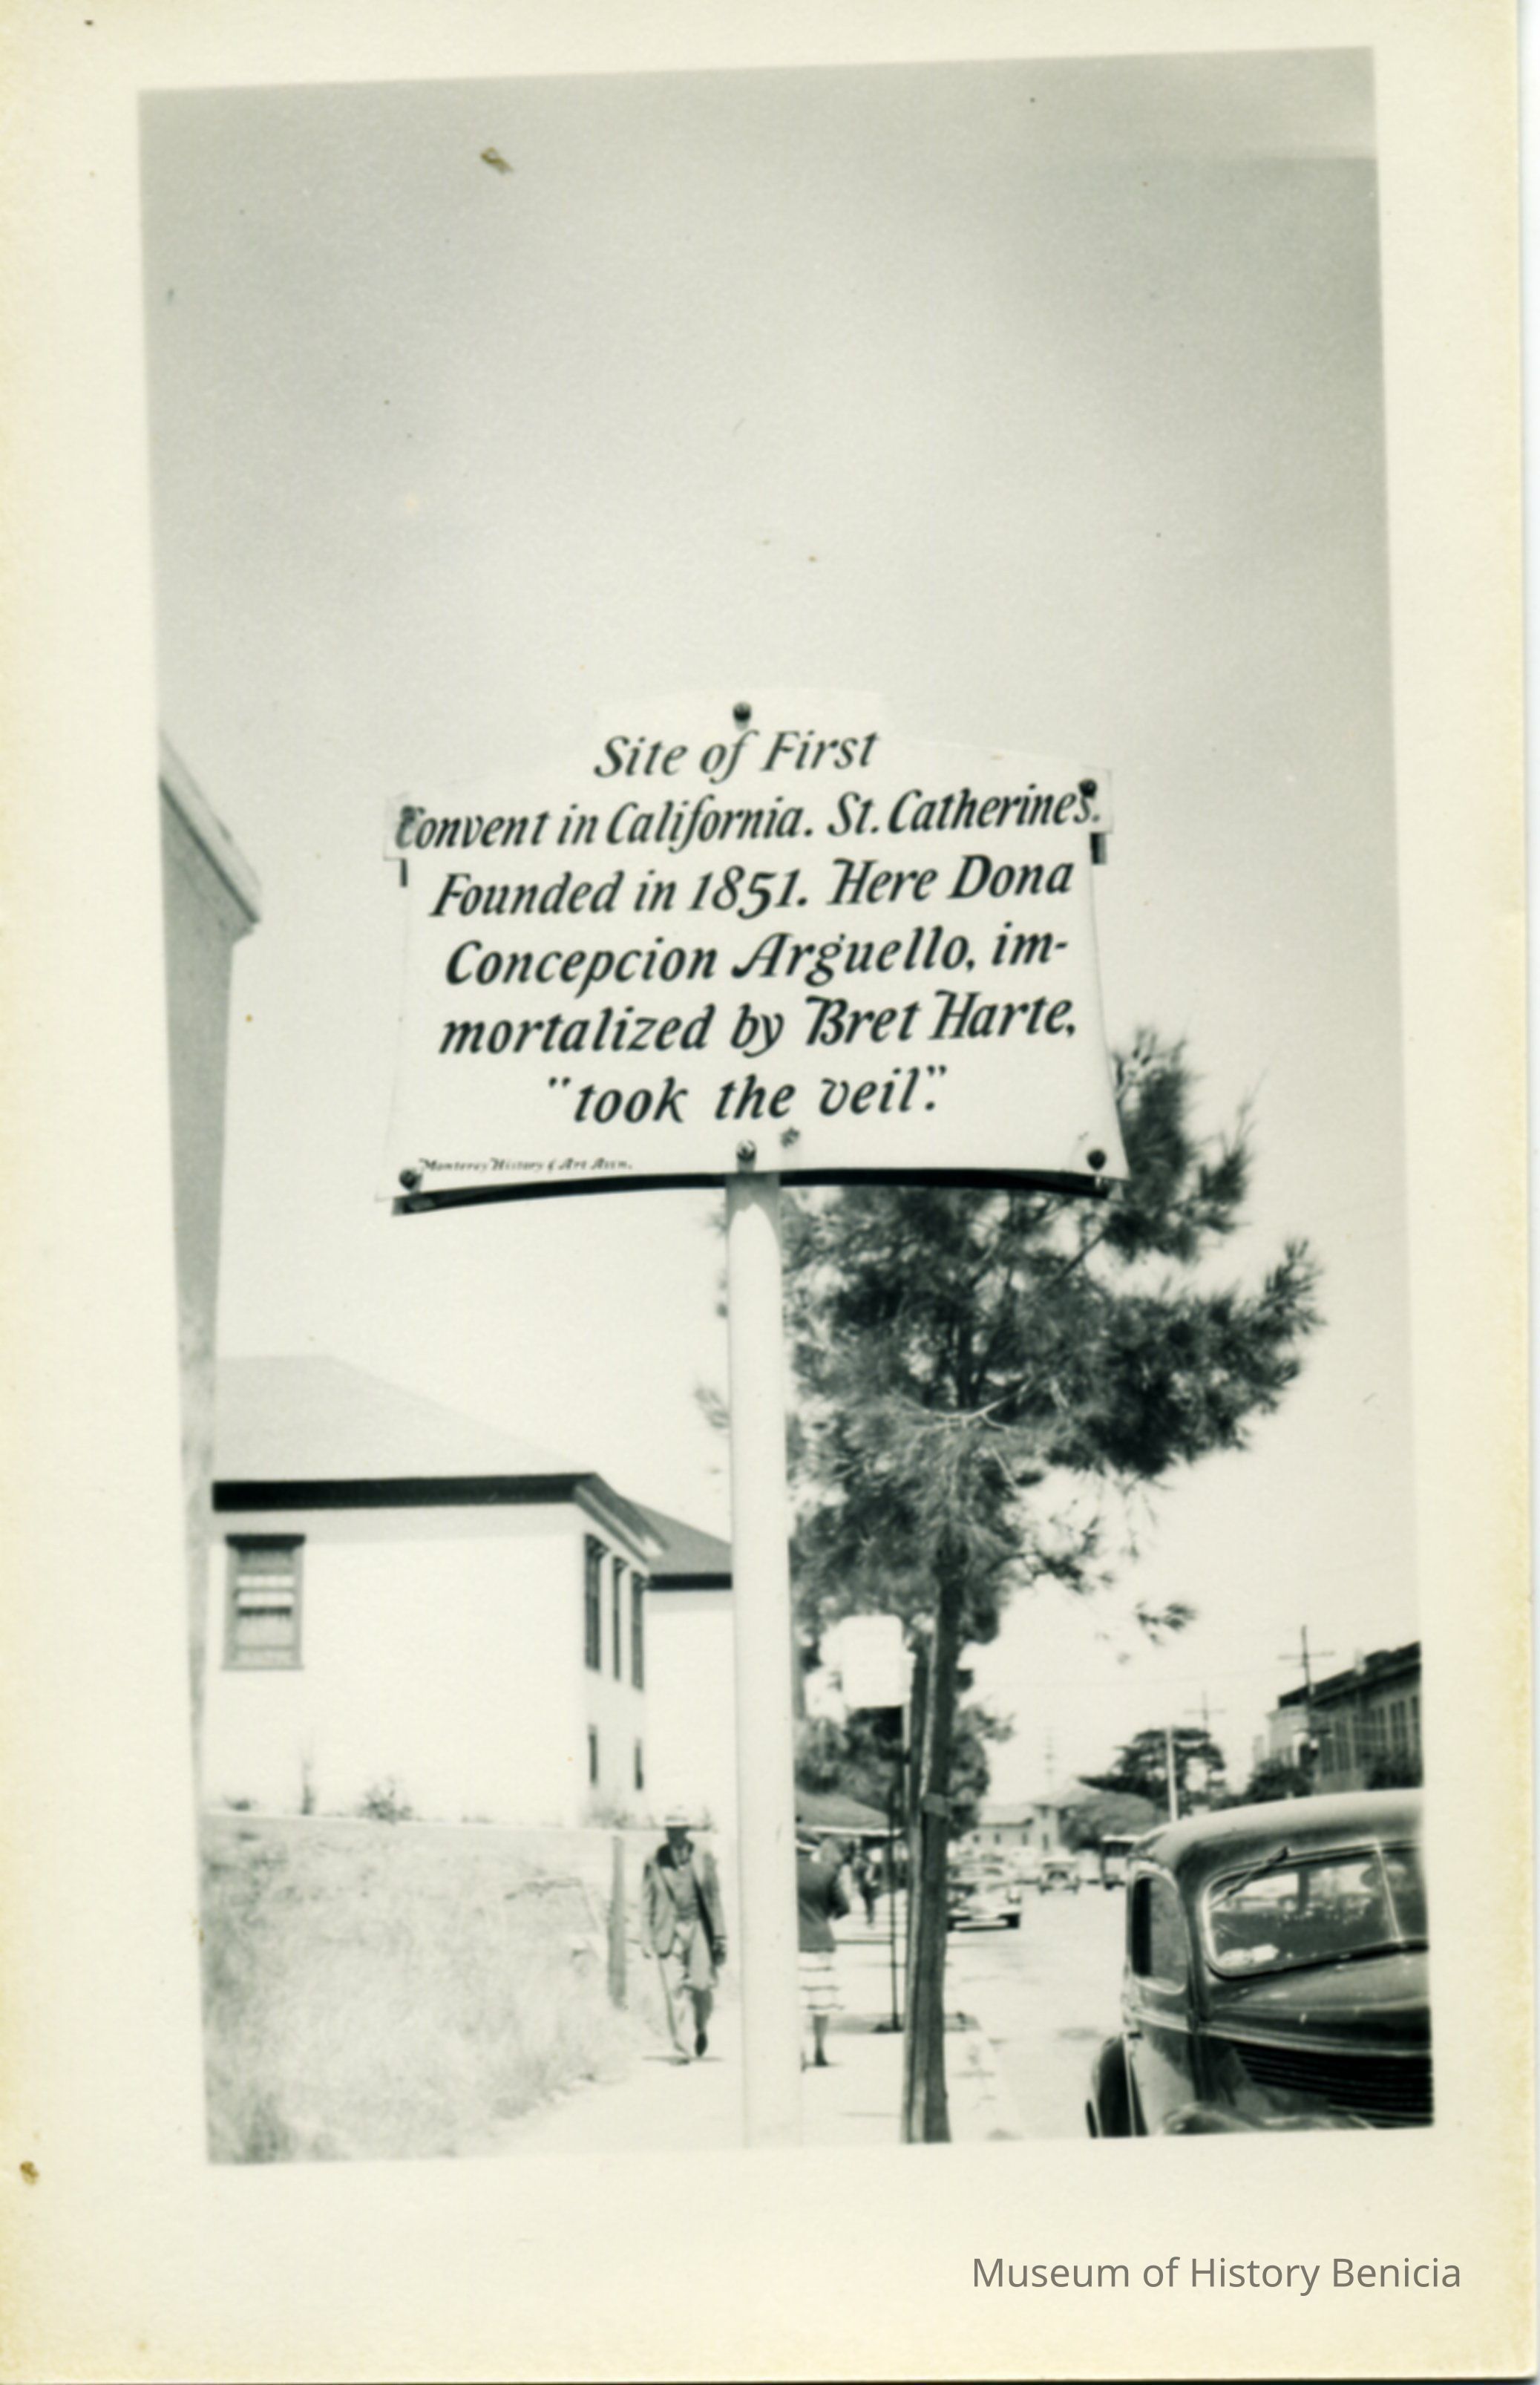 Site of First
Convent in California. St. Catherine's.
Founded in 1851. Here Dona
Concepcion Arguello, im-
mortalized by Bret Harte,
"took the veil".
Monterey History & Art Assn.
Museum of History Benicia